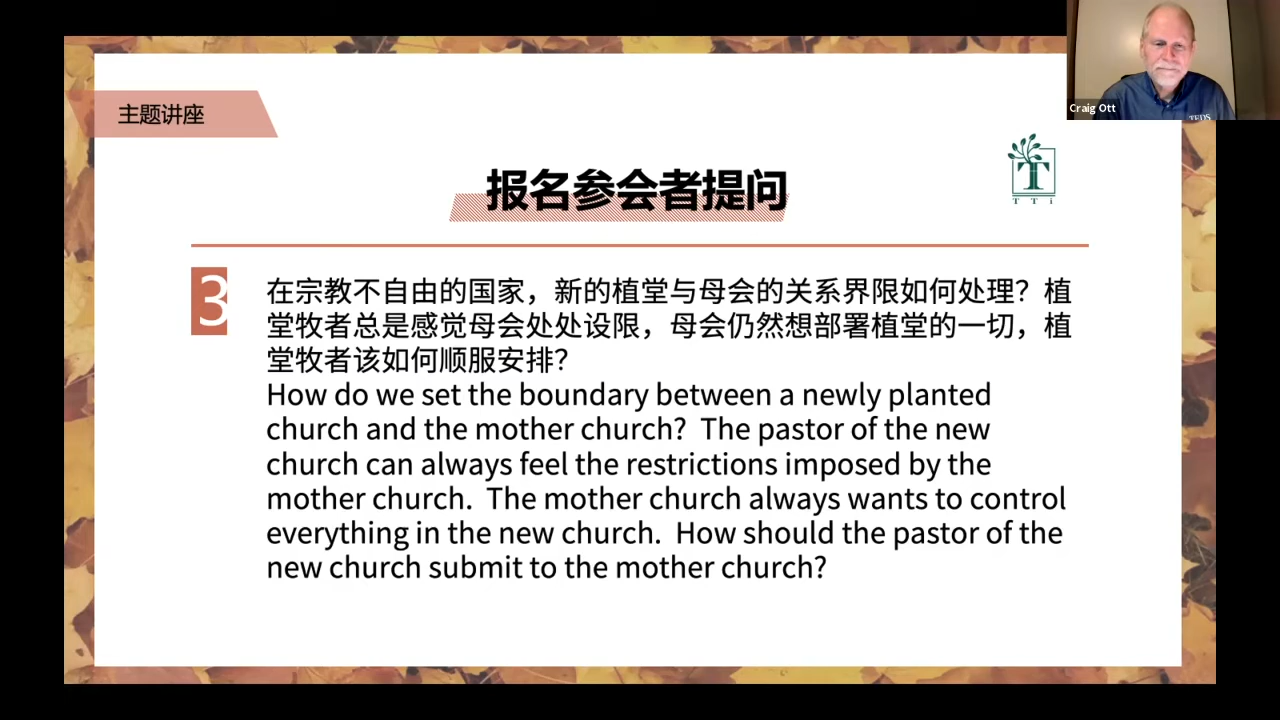 Craig Ott
TEDS
主题讲座
报名参会者提问
T
T T i
3
在宗教不自由的国家，新的植堂与母会的关系界限如何处理？植
堂牧者总是感觉母会处处设限，母会仍然想部署植堂的一切，植
堂牧者该如何顺服安排？
How do we set the boundary between a newly planted
church and the mother church?  The pastor of the new
church can always feel the restrictions imposed by the
mother church.  The mother church always wants to control
everything in the new church.  How should the pastor of the
new church submit to the mother church?